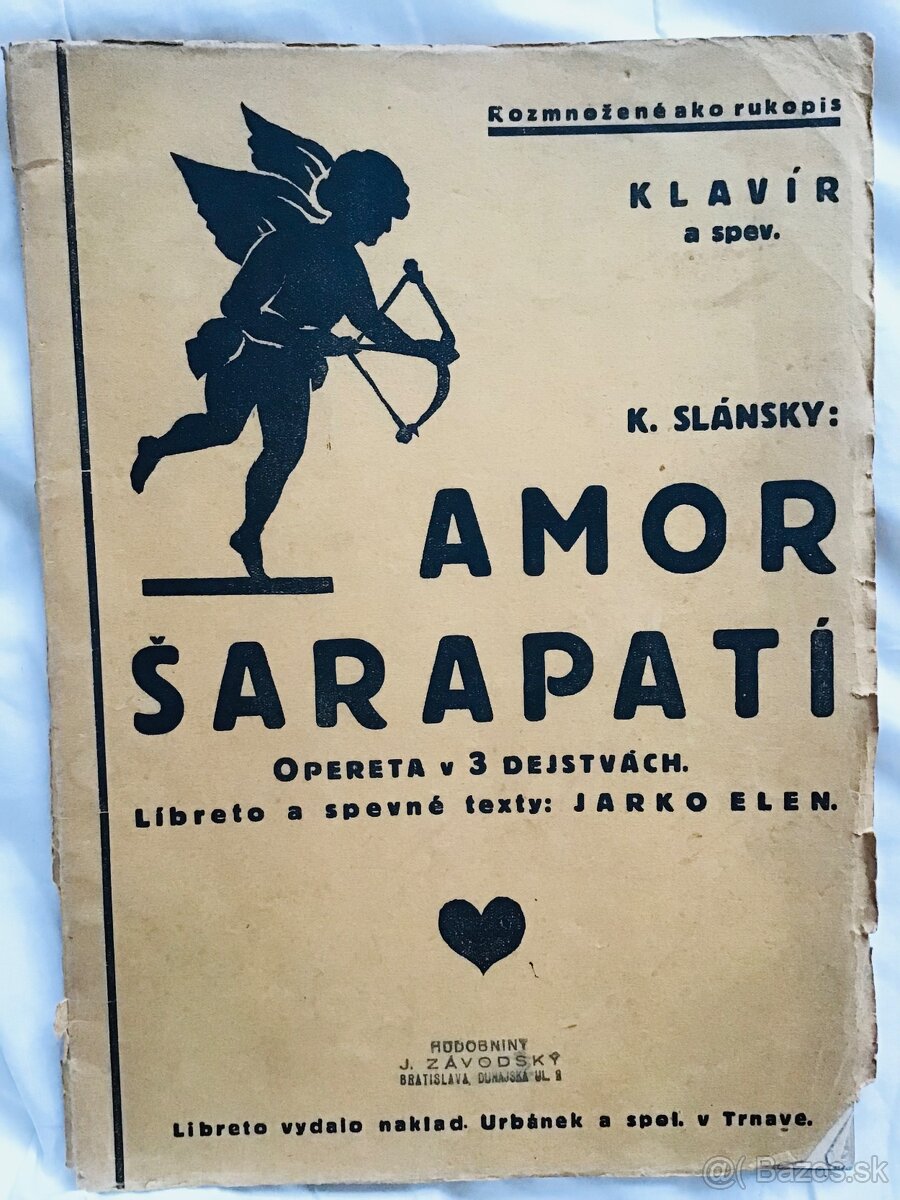 Rozmnožené ako rukopis
KLAVÍR
a spev.
K. SLÁNSKY:
AMOR
ŠARAPATÍ
OPERETA V 3 DEJSTVÁCH.
Líbreto a spevné texty: JARKO ELEN.
HUDOBNINY
J. ZÁVODSKÝ
BRATISLAVA, DUNAJSKÁ UL.
Libreto vydalo naklad. Urbánek a spol. v Trnave.
@( Bazos.sk